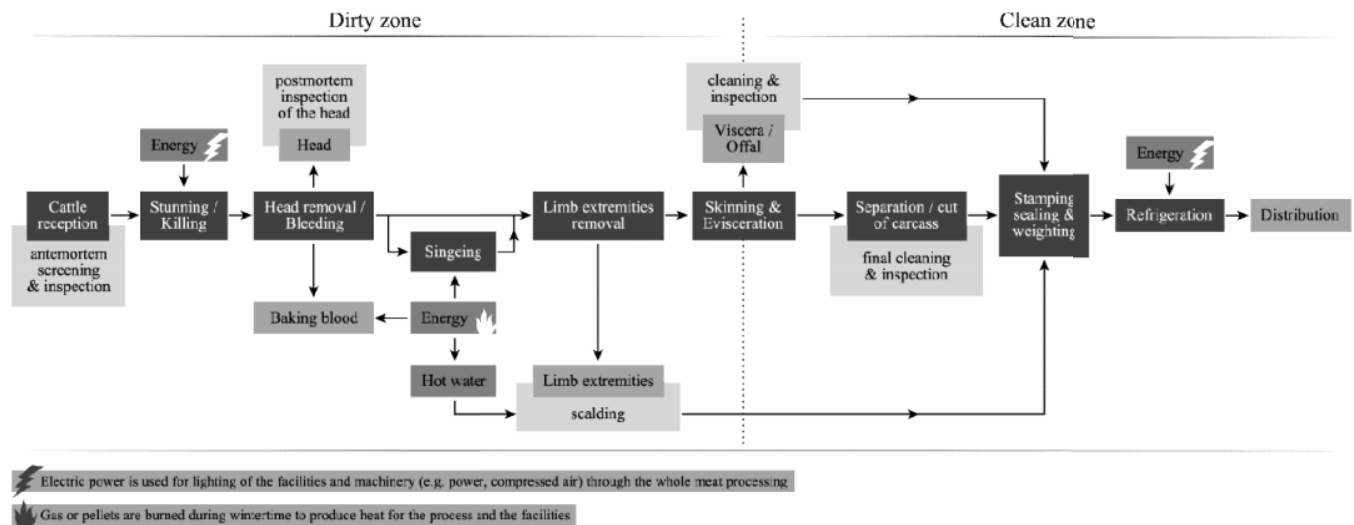 Dirty zone
Clean zone
postmortem
inspection
of the head
Head
cleaning &
inspection
Viscera /
Offal
Energy
Energy
Cattle
reception
antemortem
screening
& inspection
Stunning /
Killing
Head removal /
Bleeding
Singeing
Limb extremities
removal
Skinning &
Evisceration
Separation / cut
of carcass
final cleaning
& inspection
Stamping
sealing &
weighting
Refrigeration
Distribution
Baking blood
Energy
Hot water
Limb extremities
scalding
Electric power is used for lighting of the facilities and machinery (e.g. power, compressed air) through the whole meat processing
Gas or pellets are burned during wintertime to produce heat for the process and the facilities